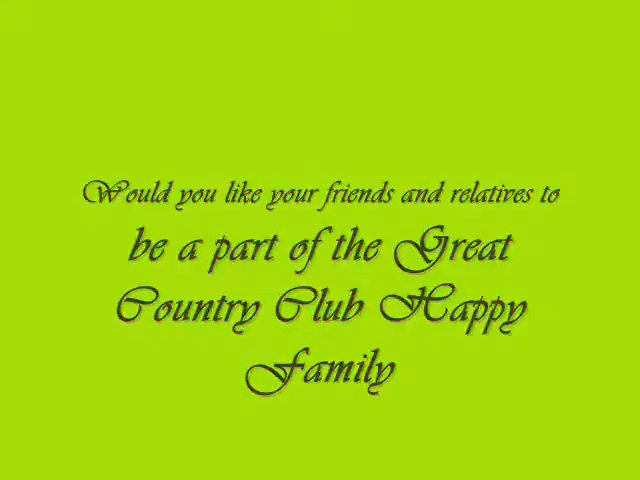 Would you like your friends and relatives to
be a part of the Great
Country Club Happy
Family